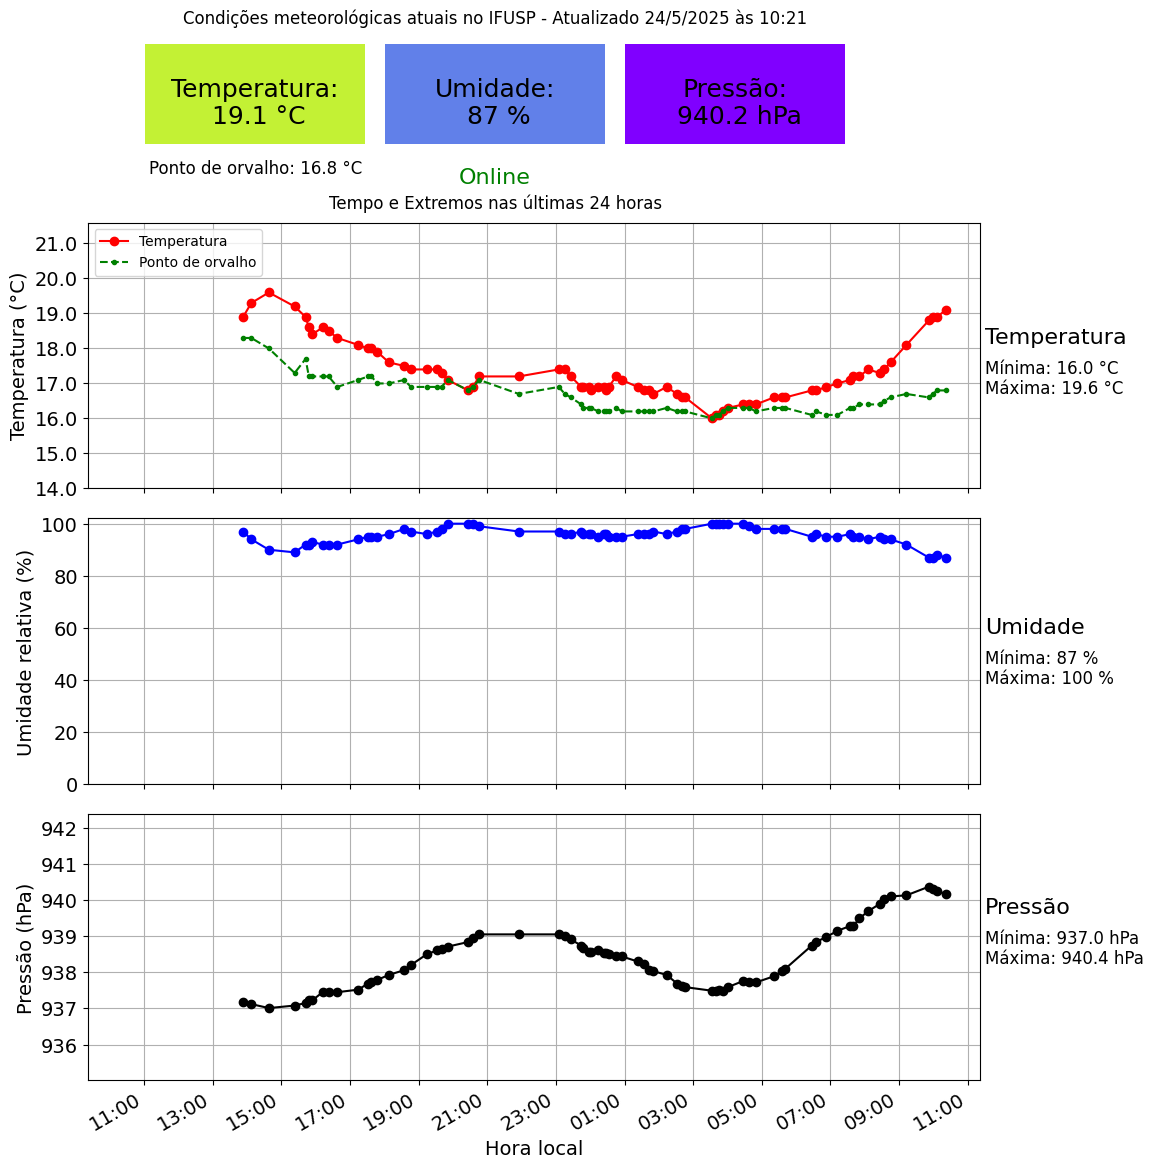 Condições meteorológicas atuais no IFUSP - Atualizado 24/5/2025 às 10:21
Temperatura:
19.1 °C
Umidade:
87 %
Pressão:
940.2 hPa
Ponto de orvalho: 16.8 °C
Online
Tempo e Extremos nas últimas 24 horas
Temperatura (°C)
21.0
20.0
19.0
18.0
17.0
16.0
15.0
14.0
Temperatura
Ponto de orvalho
Temperatura
Mínima: 16.0 °C
Máxima: 19.6 °C
Umidade relativa (%)
100
80
60
40
20
0
Umidade
Mínima: 87 %
Máxima: 100 %
Pressão (hPa)
942
941
940
939
938
937
936
Pressão
Mínima: 937.0 hPa
Máxima: 940.4 hPa
11:00
13:00
15:00
17:00
19:00
21:00
23:00
01:00
03:00
05:00
07:00
09:00
11:00
Hora local